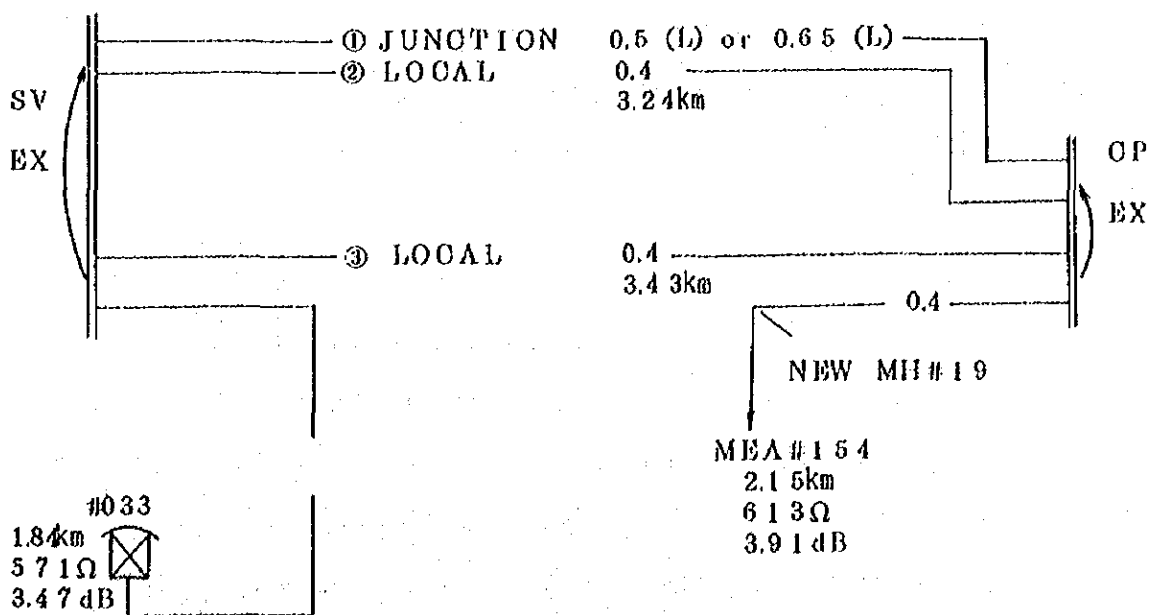 ① JUNCTION 0.5 (L) or 0.65 (L)
② LOCAL 0.4
3.24km
SV
EX
CP
EX
③ LOCAL 0.4
3.43km
0.4
NEW MH#19
MEA#154
2.15km
613Ω
3.91dB
#033
1.84km
571Ω
3.47dB